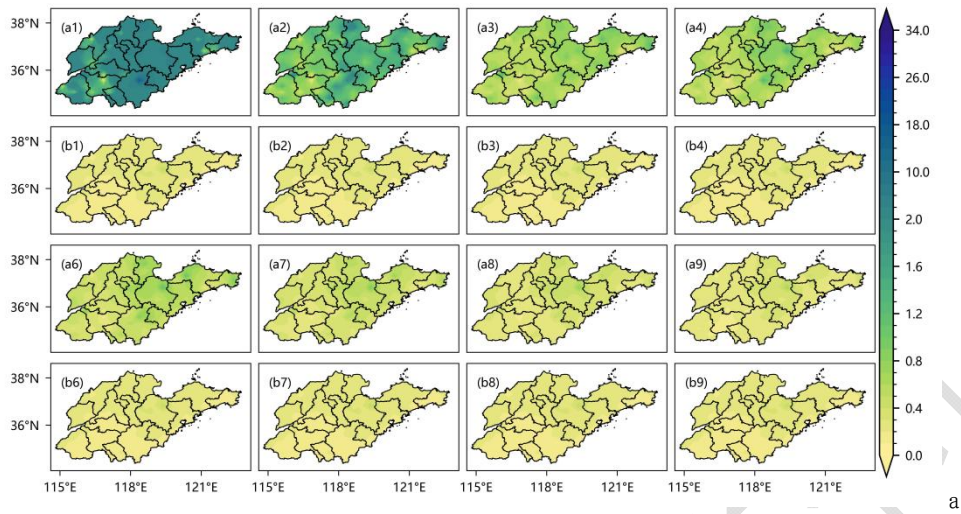 38°N
36°N
(a1)
(a2)
(a3)
(a4)
38°N
36°N
(b1)
(b2)
(b3)
(b4)
38°N
36°N
(a6)
(a7)
(a8)
(a9)
38°N
36°N
(b6)
(b7)
(b8)
(b9)
115°E 118°E 121°E
115°E 118°E 121°E
115°E 118°E 121°E
115°E 118°E 121°E
34.0
26.0
18.0
10.0
2.0
1.6
1.2
0.8
0.4
0.0
a